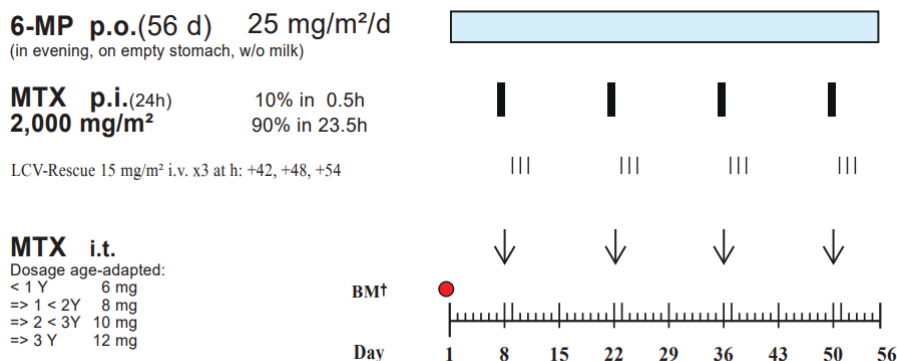 6-MP p.o.(56 d) 25 mg/m²/d
(in evening, on empty stomach, w/o milk)
MTX p.i.(24h) 10% in 0.5h
2,000 mg/m² 90% in 23.5h
LCV-Rescue 15 mg/m² i.v. x3 at h: +42, +48, +54
MTX i.t.
Dosage age-adapted:
< 1 Y 6 mg
=> 1 < 2Y 8 mg
=> 2 < 3Y 10 mg
=> 3 Y 12 mg
BM†
Day 1 8 15 22 29 36 43 50 56